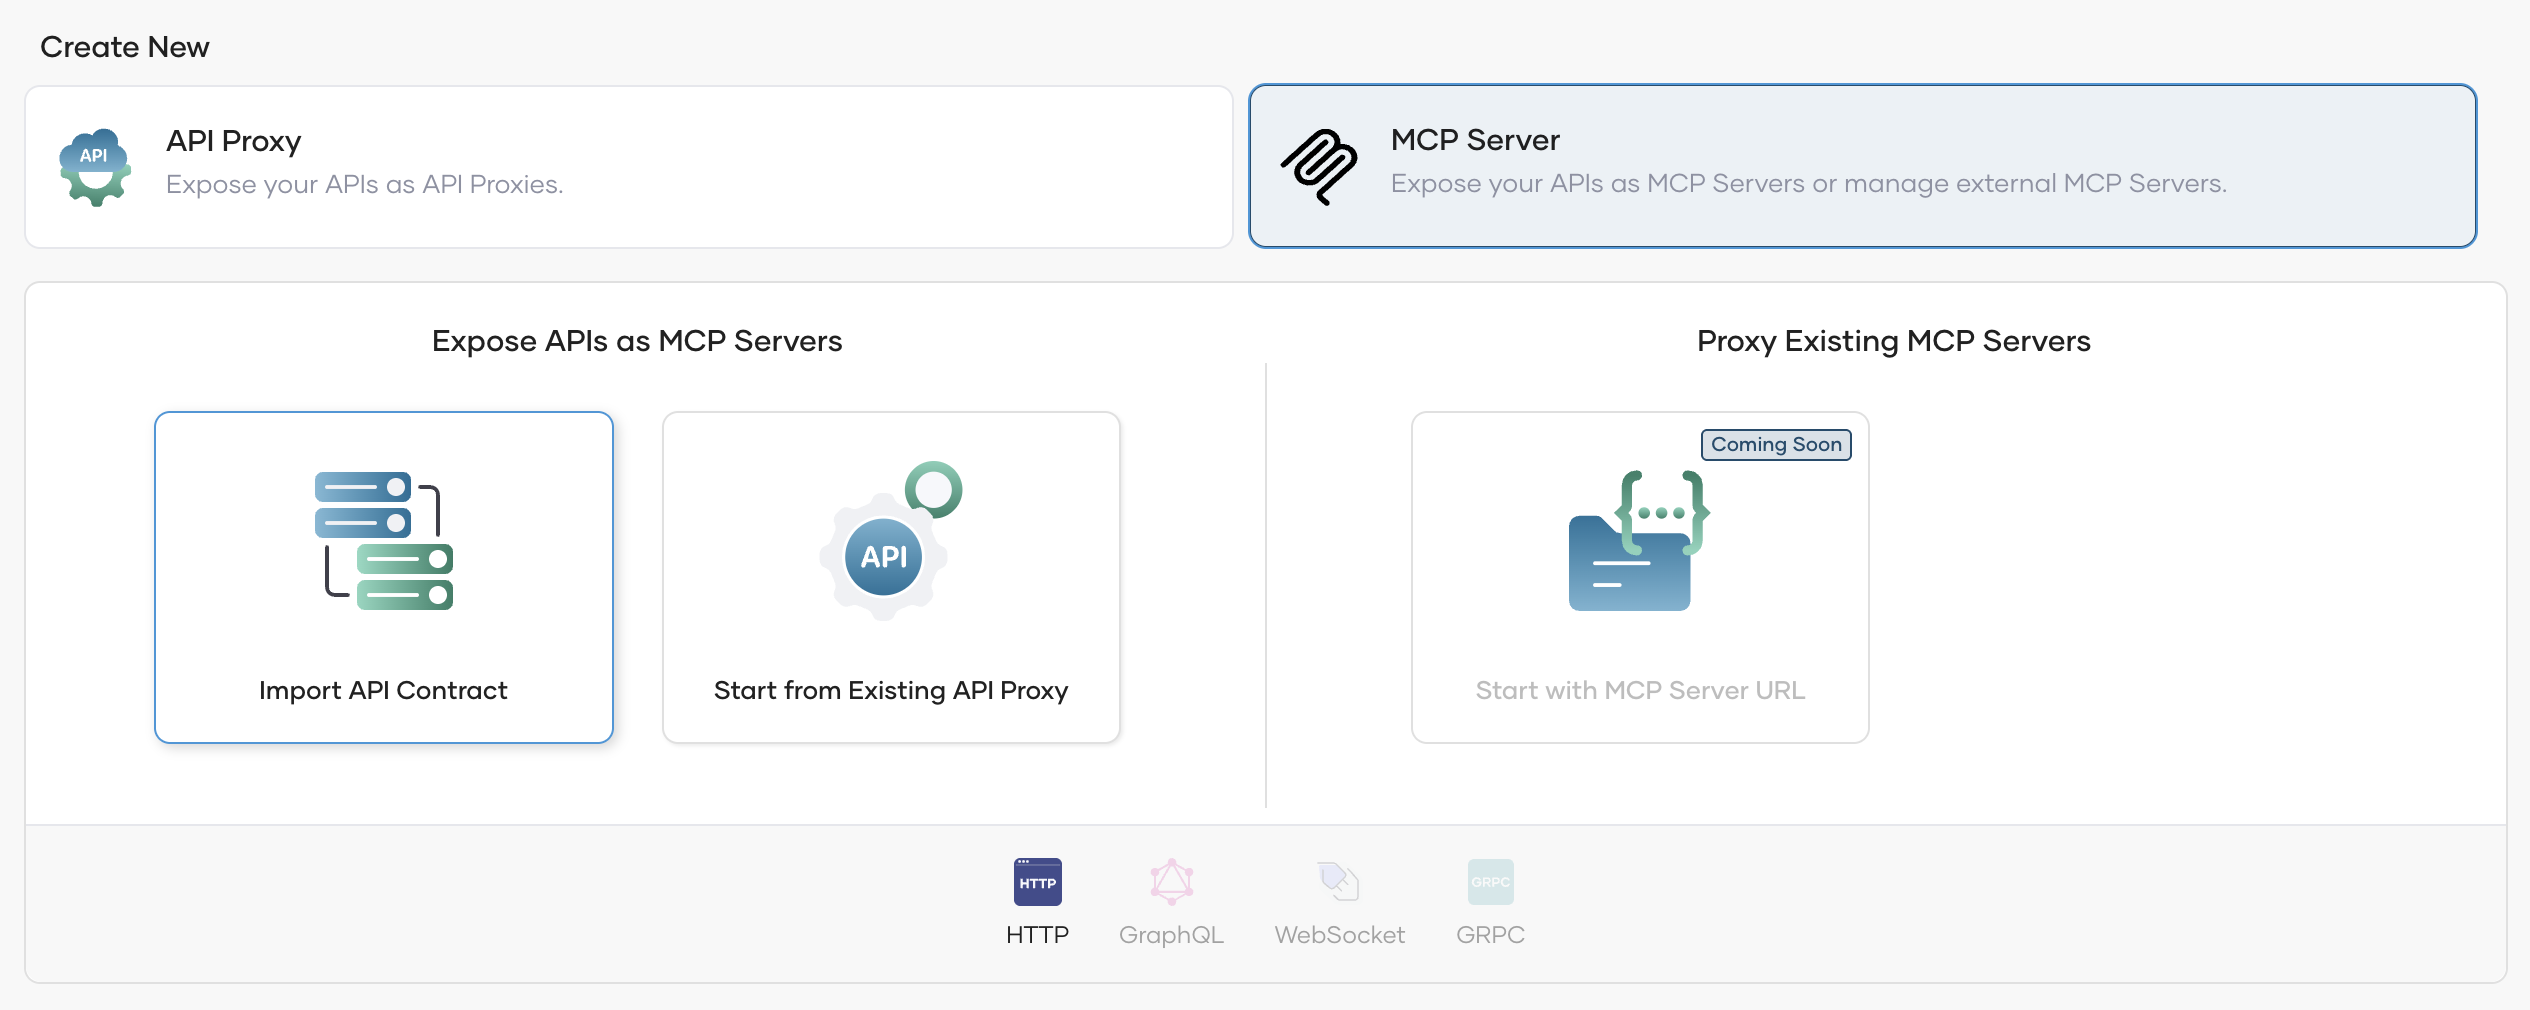 Create New
API
API Proxy
Expose your APIs as API Proxies.
MCP Server
Expose your APIs as MCP Servers or manage external MCP Servers.
Expose APIs as MCP Servers
Proxy Existing MCP Servers
Coming Soon
API
Import API Contract
Start from Existing API Proxy
Start with MCP Server URL
HTTP
GRPC
HTTP
GraphQL
WebSocket
GRPC